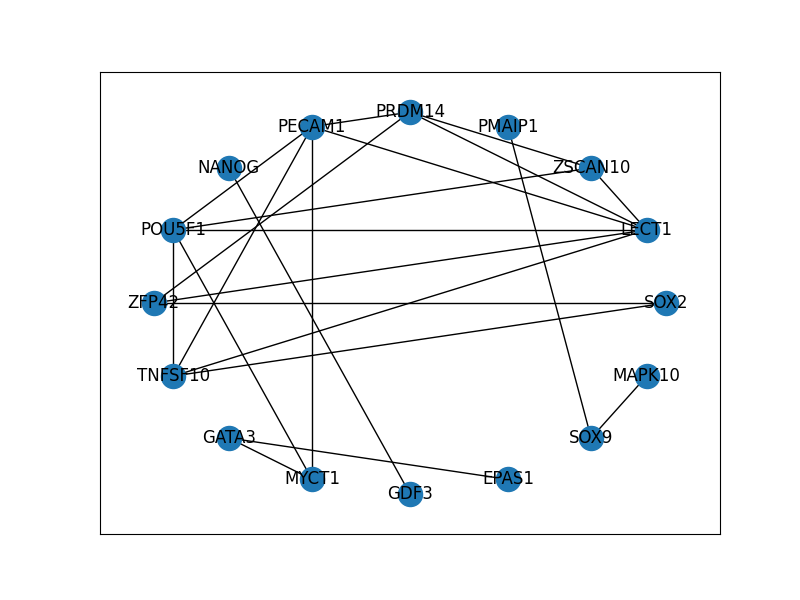 PRDM14
PECAM1
PMAIP1
NANOG
ZSCAN10
POU5F1
LECT1
ZFP42
SOX2
TNFSF10
MAPK10
GATA3
SOX9
MYCT1
EPAS1
GDF3